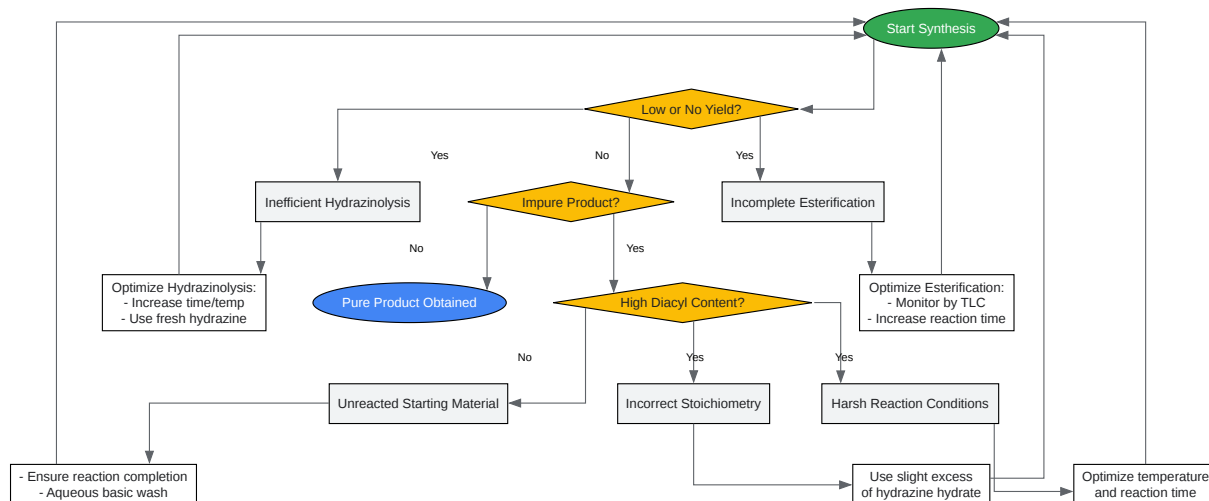 Start Synthesis
Low or No Yield?
Yes
No
Yes
Inefficient Hydrazinolysis
Impure Product?
Incomplete Esterification
No
Yes
Optimize Hydrazinolysis:
- Increase time/temp
- Use fresh hydrazine
Pure Product Obtained
High Diacyl Content?
Optimize Esterification:
- Monitor by TLC
- Increase reaction time
No
Yes
Yes
Unreacted Starting Material
Incorrect Stoichiometry
Harsh Reaction Conditions
- Ensure reaction completion
- Aqueous basic wash
Use slight excess
of hydrazine hydrate
Optimize temperature
and reaction time